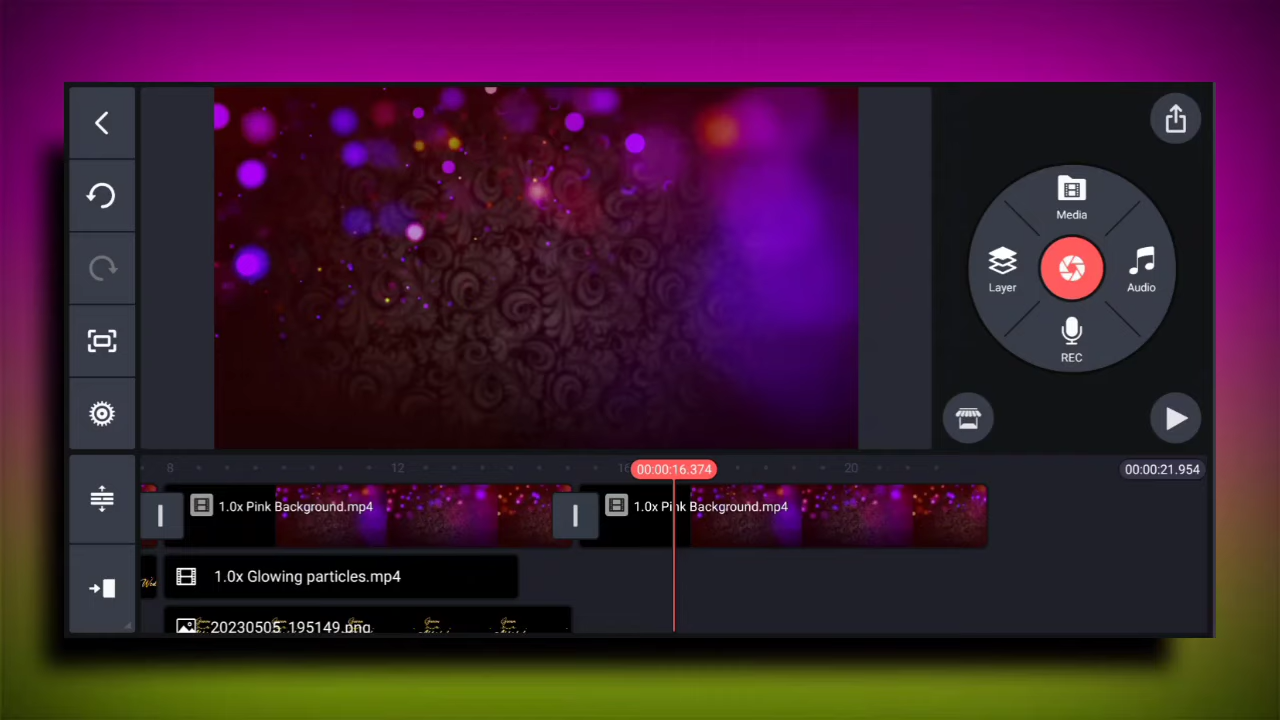 Media
Layer
Audio
REC
8
12
16
20
00:00:16.374
00:00:21.954
1.0x Pink Background.mp4
1.0x Pink Background.mp4
1.0x Glowing particles.mp4
20230505_195149.png